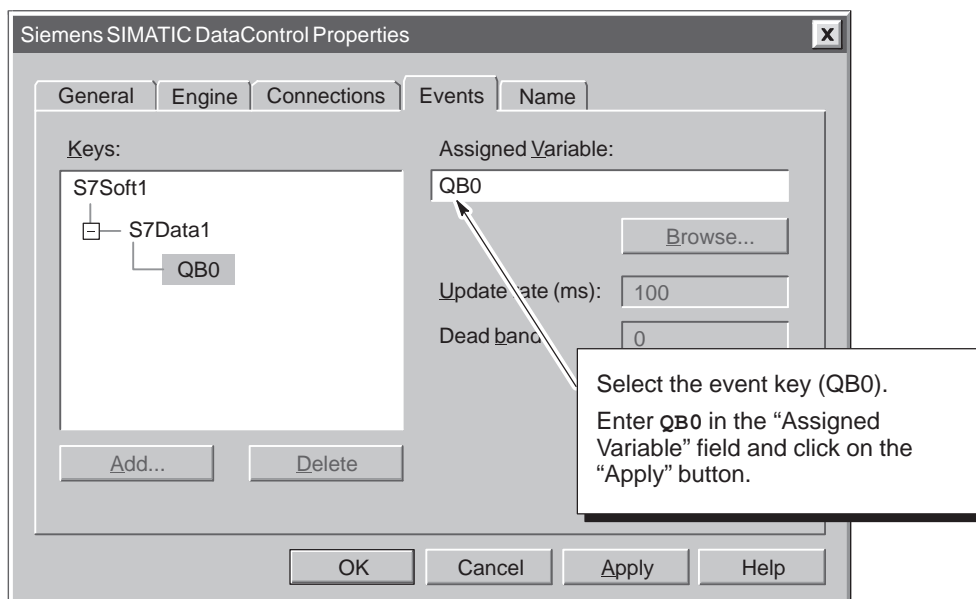 Siemens SIMATIC DataControl Properties
X
General Engine Connections Events Name
Keys:
S7Soft1
S7Data1
QB0
Add...
Delete
Assigned Variable:
QB0
Browse...
Update rate (ms):
100
Dead band
0
Select the event key (QB0).
Enter QB0 in the “Assigned
Variable” field and click on the
“Apply” button.
OK
Cancel
Apply
Help